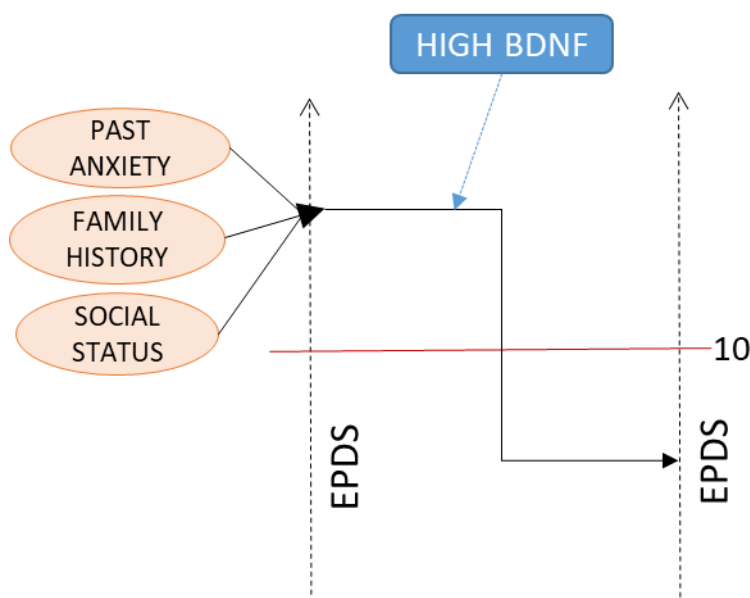 HIGH BDNF
PAST
ANXIETY
FAMILY
HISTORY
SOCIAL
STATUS
10
EPDS
EPDS